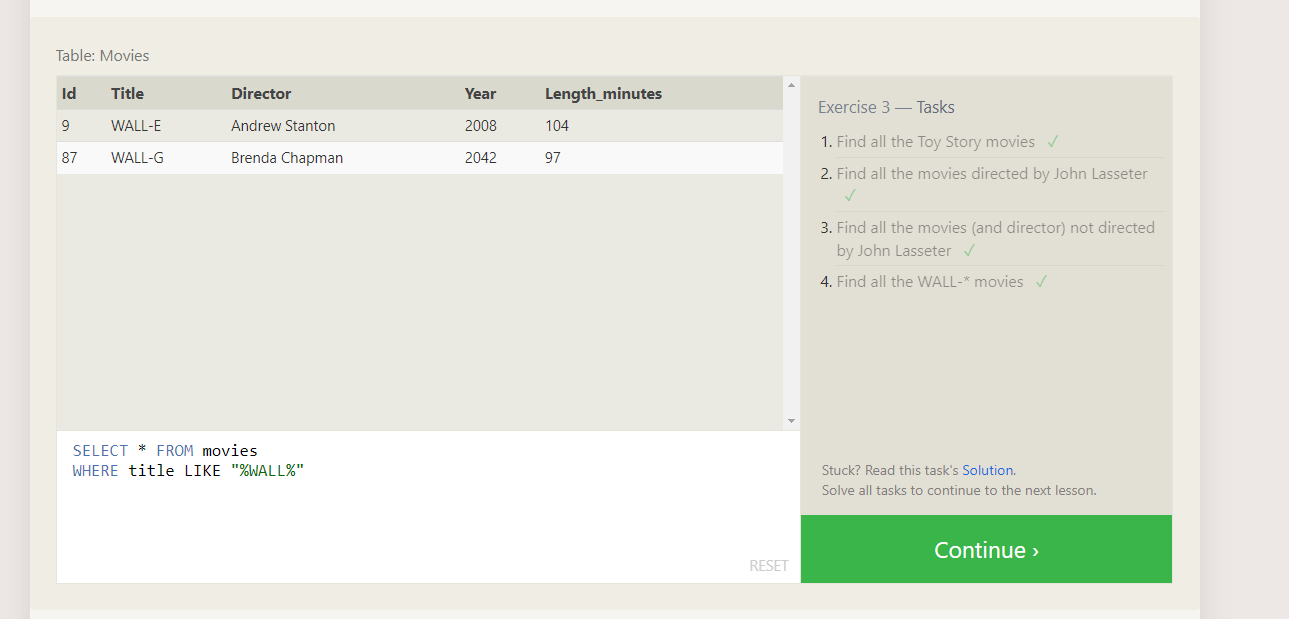 Table: Movies
Id Title Director Year Length_minutes
9 WALL-E Andrew Stanton 2008 104
87 WALL-G Brenda Chapman 2042 97
SELECT * FROM movies
WHERE title LIKE "%WALL%"
RESET
Exercise 3 — Tasks
1. Find all the Toy Story movies ✓
2. Find all the movies directed by John Lasseter
✓
3. Find all the movies (and director) not directed
by John Lasseter ✓
4. Find all the WALL-* movies ✓
Stuck? Read this task's Solution.
Solve all tasks to continue to the next lesson.
Continue ›